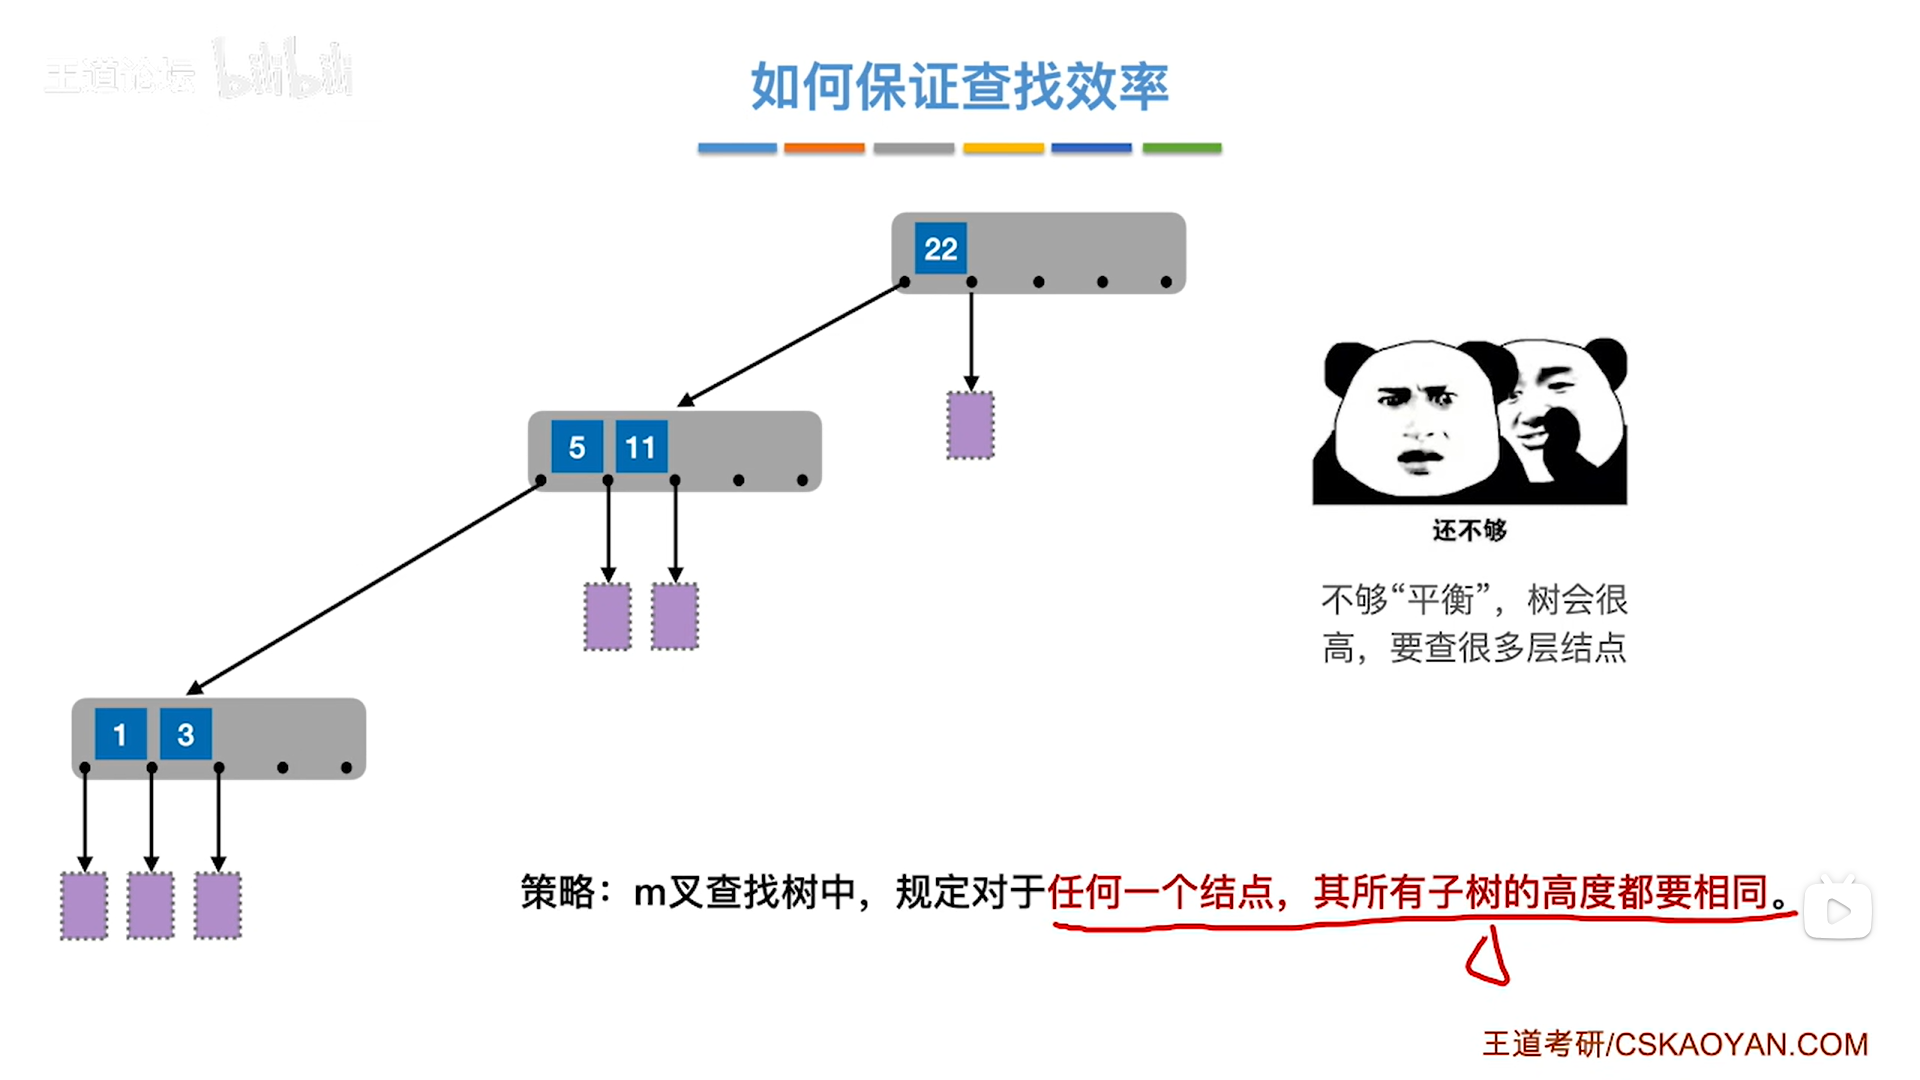 王道论坛 bilibili
如何保证查找效率
22
5 11
还不够
不够“平衡”，树会很
高，要查很多层结点
1 3
策略：m叉查找树中，规定对于任何一个结点，其所有子树的高度都要相同。
王道考研/CSKAOYAN.COM